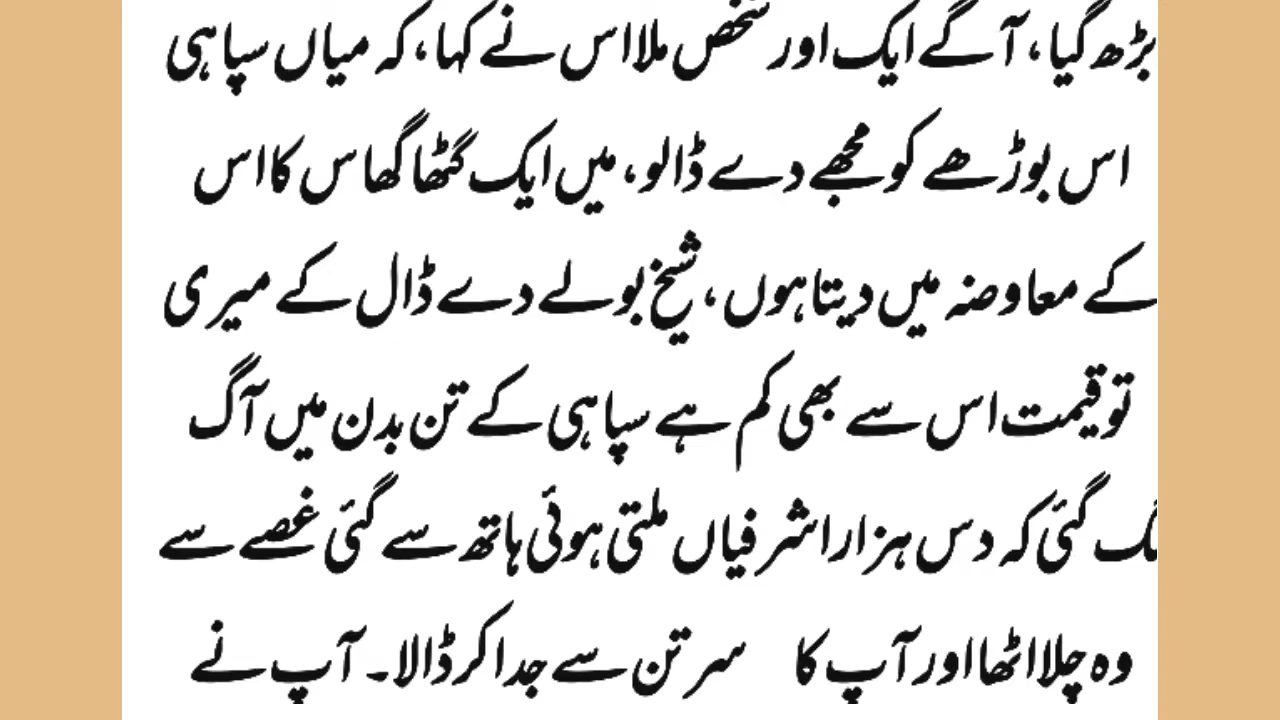 بڑھ گیا، آگے ایک اور شخص ملا اس نے کہا، کہ میاں سپاہی
اس بوڑھے کو مجھے دے ڈالو، میں ایک گٹھا گھاس کا اس
کے معاوضہ میں دیتا ہوں، شیخ بولے دے ڈال کے میری
تو قیمت اس سے بھی کم ہے سپاہی کے تن بدن میں آگ
گئی کہ دس ہزار اشرفیاں ملتی ہوئی ہاتھ سے گئی غصے سے
وہ چلا اٹھا اور آپ کا سر تن سے جدا کر ڈالا۔ آپ نے